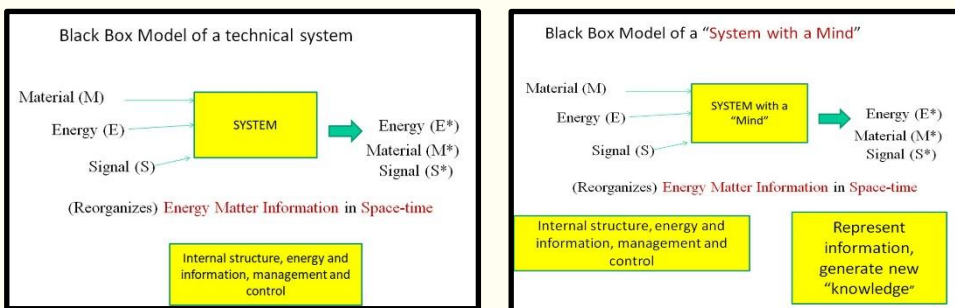 Black Box Model of a technical system
Material (M)
Energy (E)
Signal (S)
SYSTEM
Energy (E*)
Material (M*)
Signal (S*)
(Reorganizes) Energy Matter Information in Space-time
Internal structure, energy and
information, management and
control
Black Box Model of a “System with a Mind”
Material (M)
Energy (E)
Signal (S)
SYSTEM with a
“Mind”
Energy (E*)
Material (M*)
Signal (S*)
(Reorganizes) Energy Matter Information in Space-time
Internal structure, energy and
information, management and
control
Represent
information,
generate new
“knowledge”